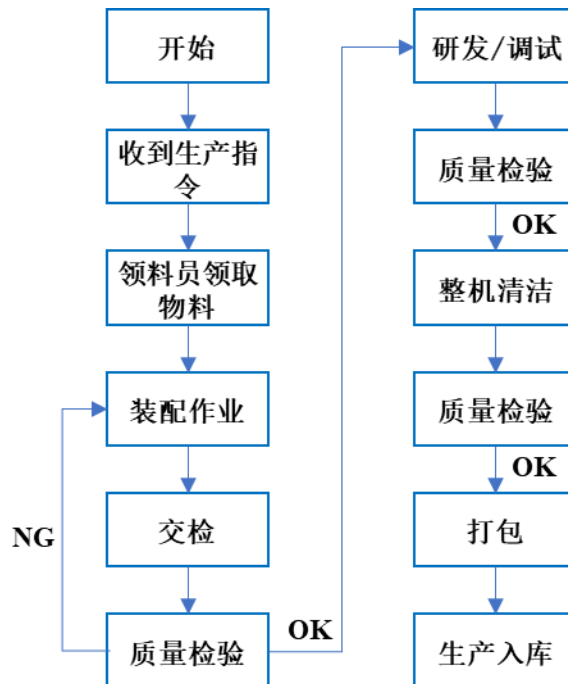 开始
收到生产指
令
领料员领取
物料
装配作业
交检
NG
质量检验
OK
研发/调试
质量检验
OK
整机清洁
质量检验
OK
打包
生产入库